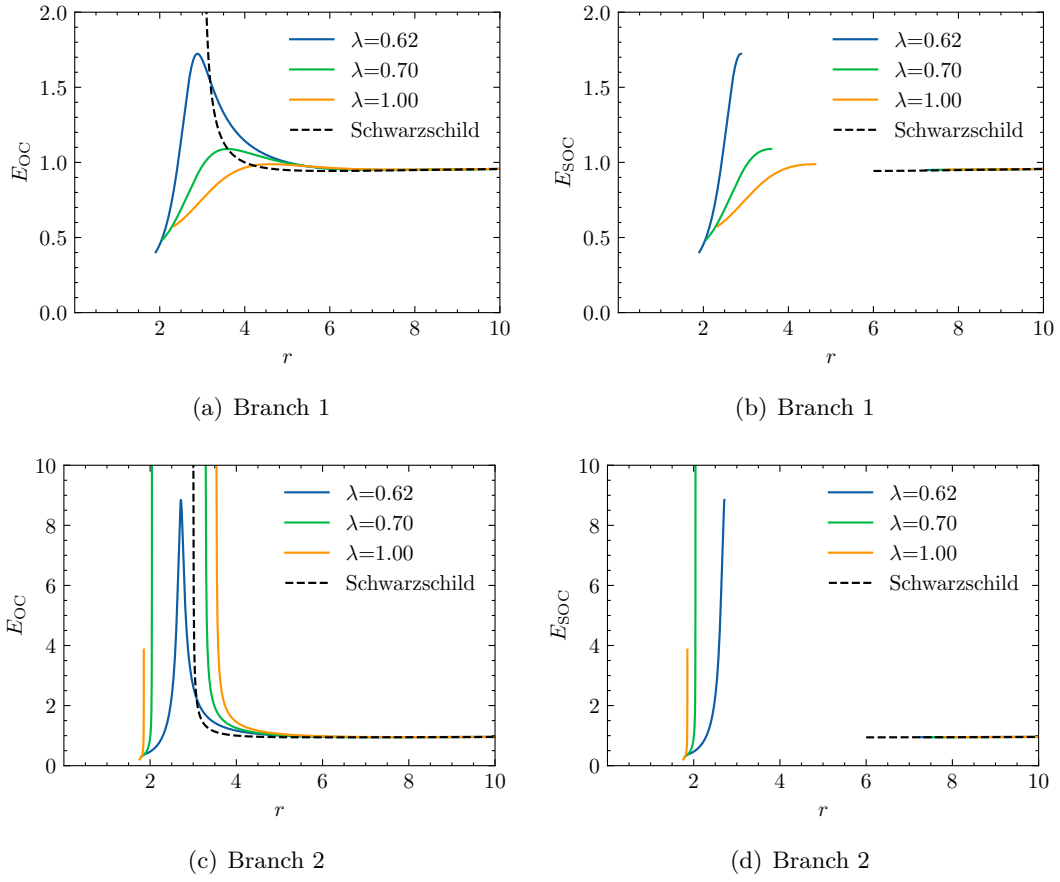 2.0
1.5
1.0
0.5
0.0
E_OC
λ=0.62
λ=0.70
λ=1.00
Schwarzschild
2 4 6 8 10
r
(a) Branch 1
2.0
1.5
1.0
0.5
0.0
E_SOC
λ=0.62
λ=0.70
λ=1.00
Schwarzschild
2 4 6 8 10
r
(b) Branch 1
10
8
6
4
2
0
E_OC
λ=0.62
λ=0.70
λ=1.00
Schwarzschild
2 4 6 8 10
r
(c) Branch 2
10
8
6
4
2
0
E_SOC
λ=0.62
λ=0.70
λ=1.00
Schwarzschild
2 4 6 8 10
r
(d) Branch 2